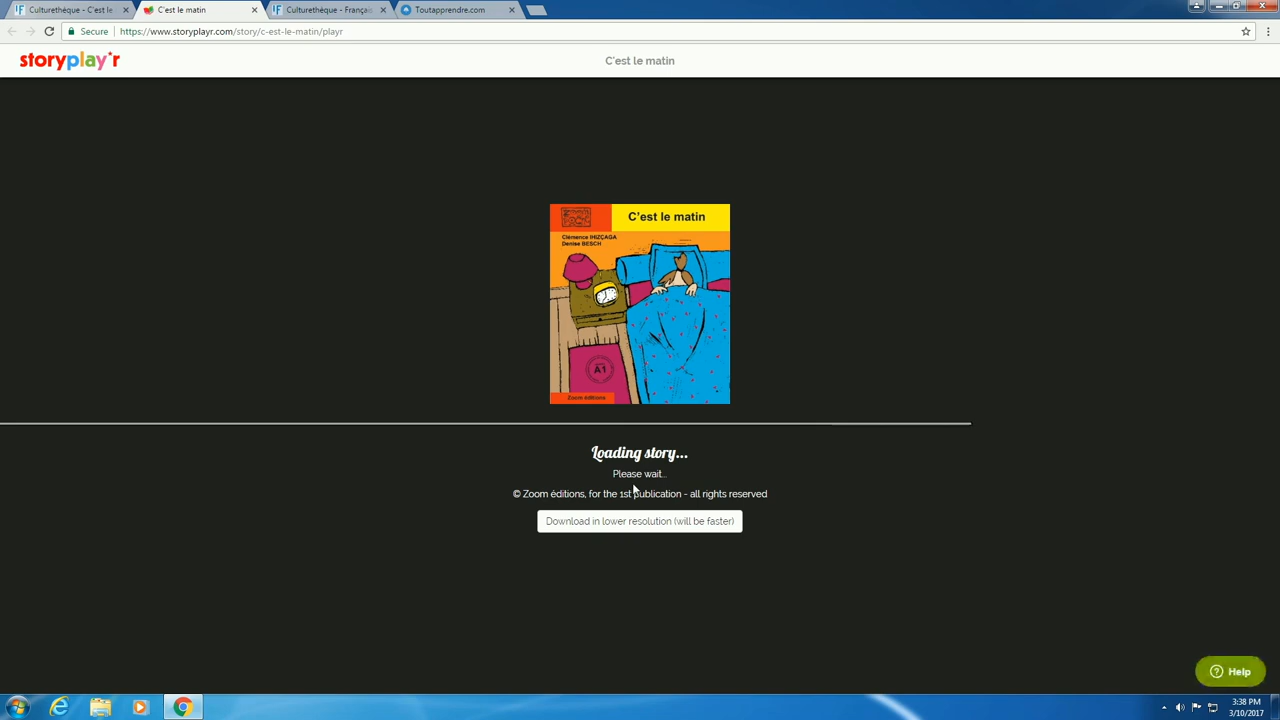 Culturethèque - C'est le
C'est le matin
Culturethèque - Françai
Toutapprendre.com
Secure https://www.storyplayr.com/story/c-est-le-matin/playr
storyplay'r
C'est le matin
C'est le matin
Clémence IHIZÇAGA
Denise BESCH
A1
Zoom éditions
Loading story...
Please wait...
© Zoom éditions, for the 1st publication - all rights reserved
Download in lower resolution (will be faster)
Help
3:38 PM
3/10/2017